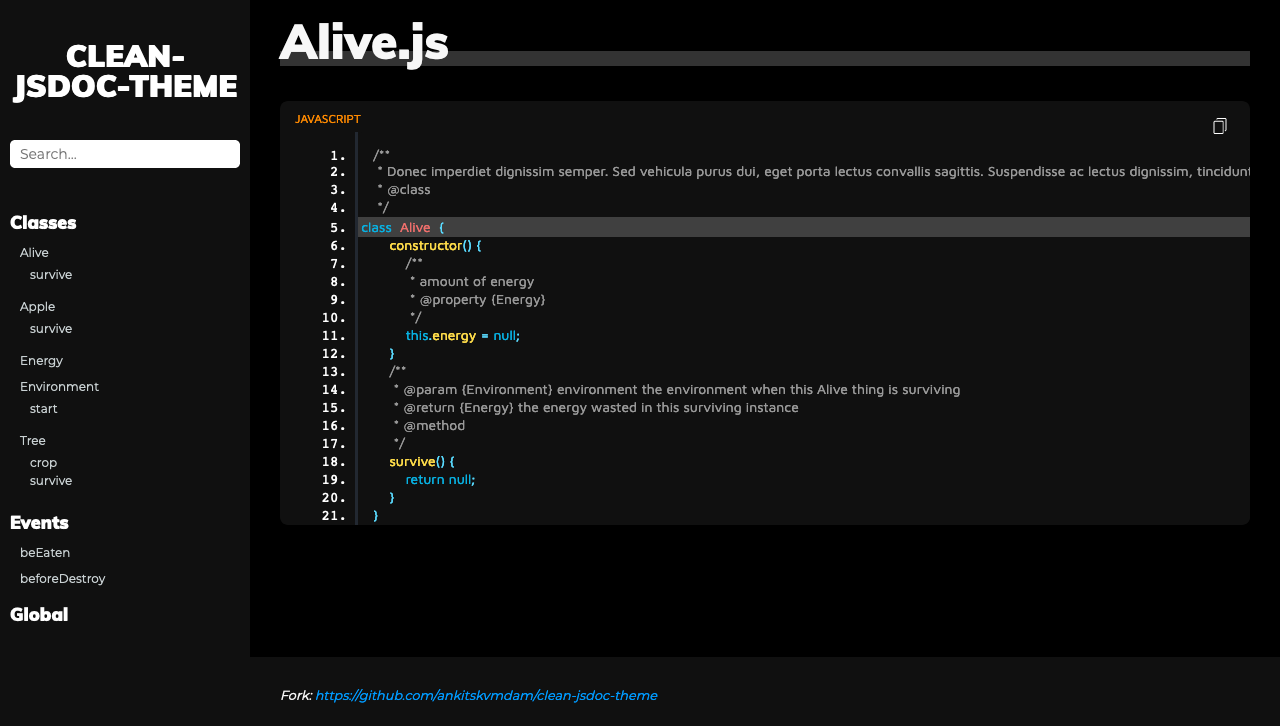 CLEAN-
JSDOC-THEME
Search...
Classes
Alive
survive
Apple
survive
Energy
Environment
start
Tree
crop
survive
Events
beEaten
beforeDestroy
Global
Alive.js
JAVASCRIPT
1. /**
2. * Donec imperdiet dignissim semper. Sed vehicula purus dui, eget porta lectus convallis sagittis. Suspendisse ac lectus dignissim, tincidunt
3. * @class
4. */
5. class Alive {
6. constructor() {
7. /**
8. * amount of energy
9. * @property {Energy}
10. */
11. this.energy = null;
12. }
13. /**
14. * @param {Environment} environment the environment when this Alive thing is surviving
15. * @return {Energy} the energy wasted in this surviving instance
16. * @method
17. */
18. survive() {
19. return null;
20. }
21. }
Fork: https://github.com/ankitskvmdam/clean-jsdoc-theme